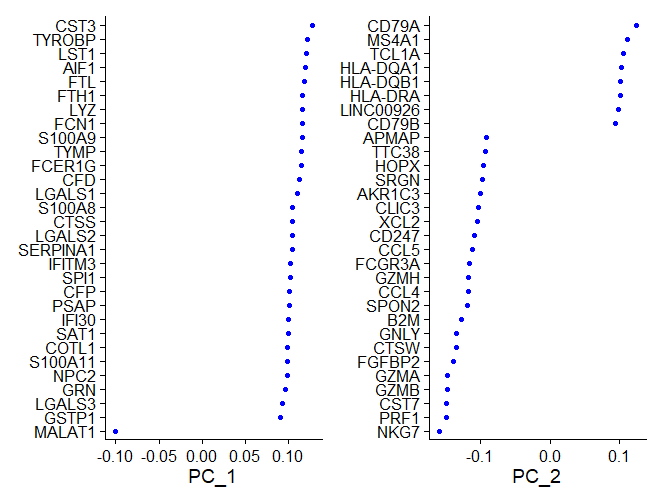 CST3
TYROBP
LST1
AIF1
FTL
FTH1
LYZ
FCN1
S100A9
TYMP
FCER1G
CFD
LGALS1
S100A8
CTSS
LGALS2
SERPINA1
IFITM3
SPI1
CFP
PSAP
IFI30
SAT1
COTL1
S100A11
NPC2
GRN
LGALS3
GSTP1
MALAT1
-0.10 -0.05 0.00 0.05 0.10
PC_1
CD79A
MS4A1
TCL1A
HLA-DQA1
HLA-DQB1
HLA-DRA
LINC00926
CD79B
APMAP
TTC38
HOPX
SRGN
AKR1C3
CLIC3
XCL2
CD247
CCL5
FCGR3A
GZMH
CCL4
SPON2
B2M
GNLY
CTSW
FGFBP2
GZMA
GZMB
CST7
PRF1
NKG7
-0.1 0.0 0.1
PC_2